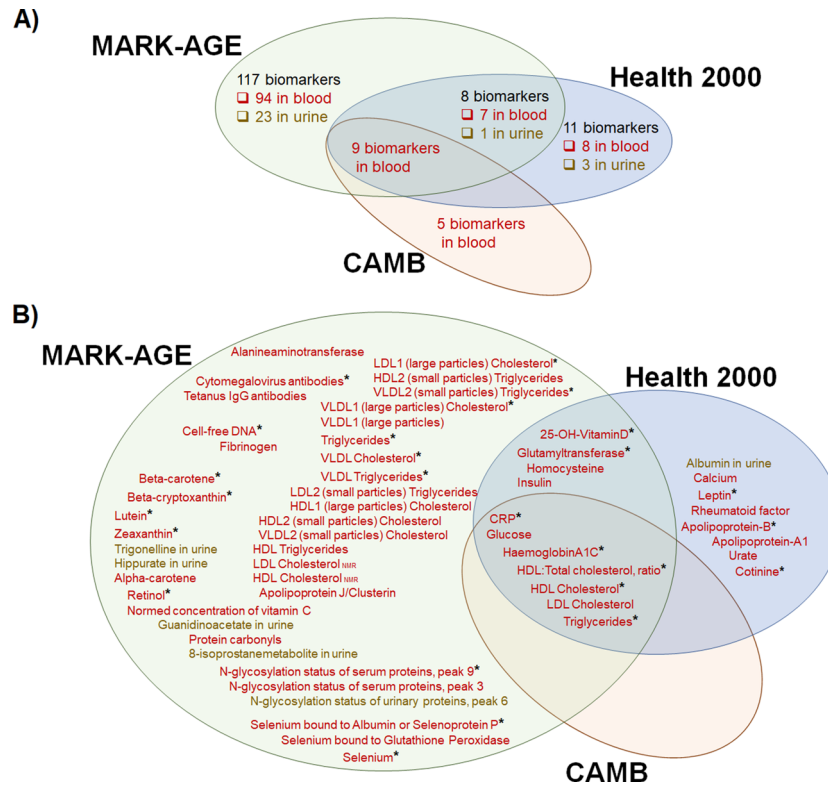 A)
MARK-AGE
Health 2000
117 biomarkers
❑ 94 in blood
❑ 23 in urine
8 biomarkers
❑ 7 in blood
❑ 1 in urine
11 biomarkers
❑ 8 in blood
❑ 3 in urine
9 biomarkers
in blood
5 biomarkers
in blood
CAMB
B)
MARK-AGE
Health 2000
Alanineaminotransferase
LDL1 (large particles) Cholesterol*
Cytomegalovirus antibodies*
HDL2 (small particles) Triglycerides
Tetanus IgG antibodies
VLDL2 (small particles) Triglycerides*
VLDL1 (large particles) Cholesterol*
VLDL1 (large particles)
Cell-free DNA*
Triglycerides*
Fibrinogen
VLDL Cholesterol*
Beta-carotene*
VLDL Triglycerides*
Beta-cryptoxanthin*
LDL2 (small particles) Triglycerides
HDL1 (large particles) Cholesterol
Lutein*
HDL2 (small particles) Cholesterol
Zeaxanthin*
VLDL2 (small particles) Cholesterol
Trigonelline in urine
HDL Triglycerides
Hippurate in urine
LDL Cholesterol NMR
Alpha-carotene
HDL Cholesterol NMR
Retinol*
Apolipoprotein J/Clusterin
Normed concentration of vitamin C
Guanidinoacetate in urine
Protein carbonyls
8-isoprostanemetabolite in urine
N-glycosylation status of serum proteins, peak 9*
N-glycosylation status of serum proteins, peak 3
N-glycosylation status of urinary proteins, peak 6
Selenium bound to Albumin or Selenoprotein P*
Selenium bound to Glutathione Peroxidase
Selenium*
25-OH-VitaminD*
Glutamyltransferase*
Homocysteine
Insulin
CRP*
Glucose
HaemoglobinA1C*
HDL:Total cholesterol, ratio*
HDL Cholesterol*
LDL Cholesterol
Triglycerides*
Albumin in urine
Calcium
Leptin*
Rheumatoid factor
Apolipoprotein-B*
Apolipoprotein-A1
Urate
Cotinine*
CAMB